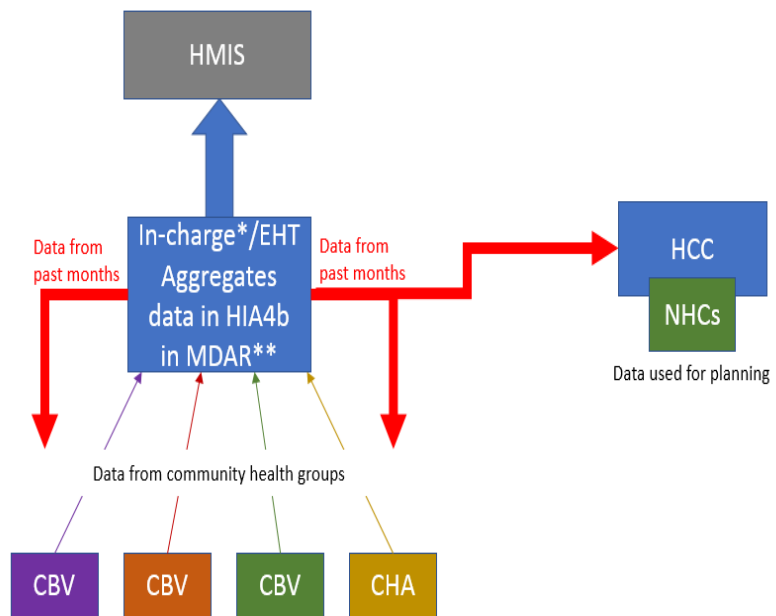 HMIS
Data from
past months
In-charge*/EHT
Aggregates
data in HIA4b
in MDAR**
Data from
past months
HCC
NHCs
Data used for planning
Data from community health groups
CBV
CBV
CBV
CHA